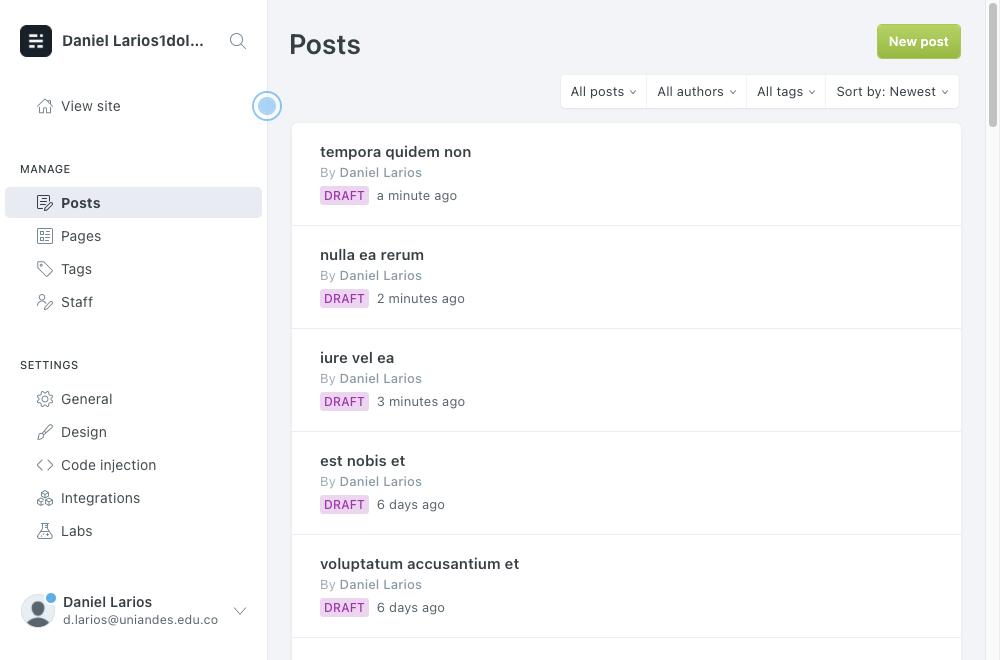 Daniel Larios1dol...
View site
MANAGE
Posts
Pages
Tags
Staff
SETTINGS
General
Design
Code injection
Integrations
Labs
Daniel Larios
d.larios@uniandes.edu.co
Posts
New post
All posts
All authors
All tags
Sort by: Newest
tempora quidem non
By Daniel Larios
DRAFT a minute ago
nulla ea rerum
By Daniel Larios
DRAFT 2 minutes ago
iure vel ea
By Daniel Larios
DRAFT 3 minutes ago
est nobis et
By Daniel Larios
DRAFT 6 days ago
voluptatum accusantium et
By Daniel Larios
DRAFT 6 days ago